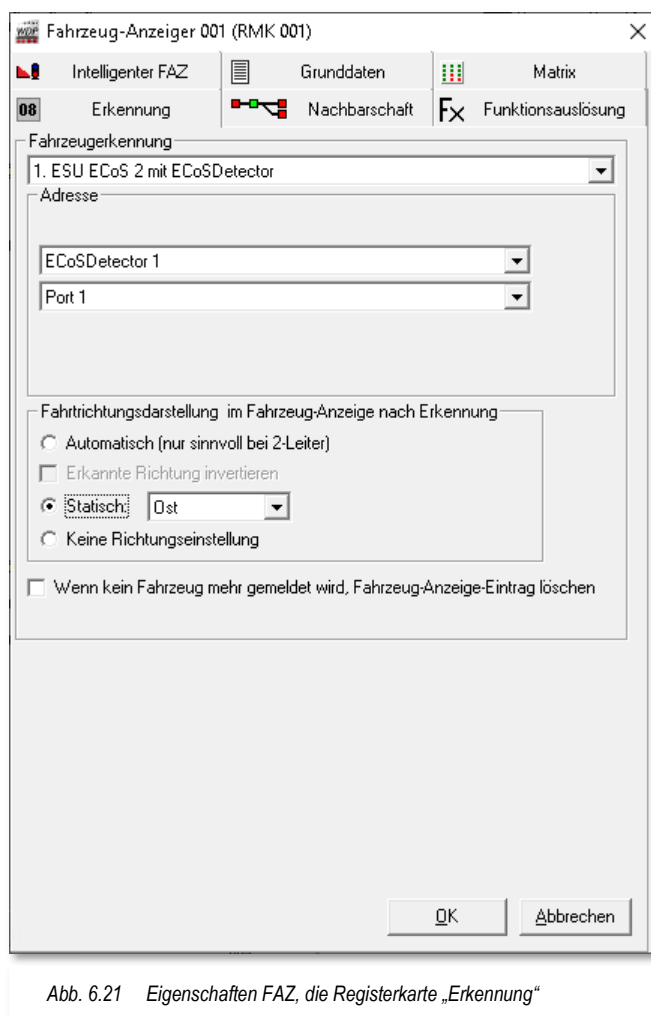 Fahrzeug-Anzeiger 001 (RMK 001)
Intelligenter FAZ Grunddaten Matrix
08 Erkennung Nachbarschaft Fx Funktionsauslösung
Fahrzeugerkennung
1. ESU ECoS 2 mit ECoSDetector
Adresse
ECoSDetector 1
Port 1
Fahrtrichtungsdarstellung im Fahrzeug-Anzeige nach Erkennung
Automatisch (nur sinnvoll bei 2-Leiter)
Erkannte Richtung invertieren
Statisch: Ost
Keine Richtungseinstellung
Wenn kein Fahrzeug mehr gemeldet wird, Fahrzeug-Anzeige-Eintrag löschen
OK Abbrechen
Abb. 6.21 Eigenschaften FAZ, die Registerkarte „Erkennung“